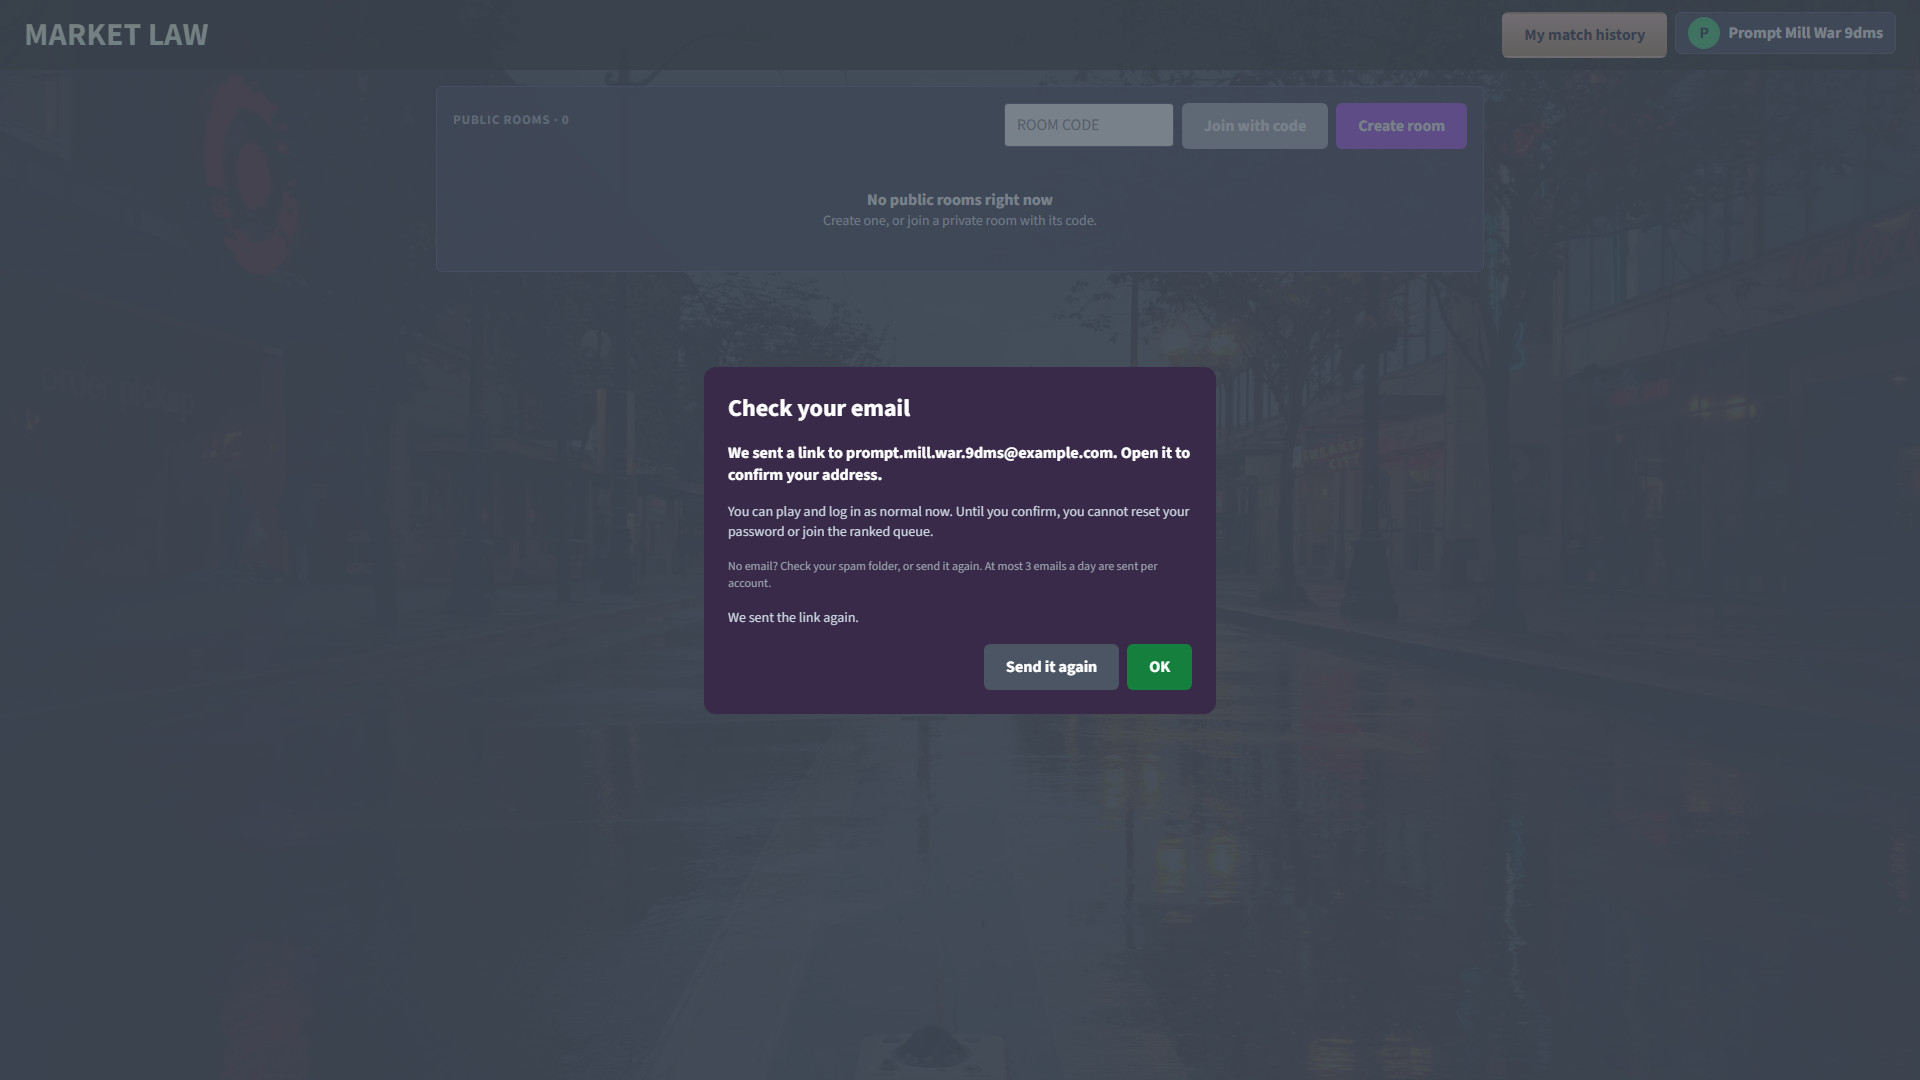 MARKET LAW
My match history
P
Prompt Mill War 9dms
PUBLIC ROOMS · 0
ROOM CODE
Join with code
Create room
No public rooms right now
Create one, or join a private room with its code.
order pickup
SNEAKER
CITY
Check your email
We sent a link to prompt.mill.war.9dms@example.com. Open it to
confirm your address.
You can play and log in as normal now. Until you confirm, you cannot reset your
password or join the ranked queue.
No email? Check your spam folder, or send it again. At most 3 emails a day are sent per
account.
We sent the link again.
Send it again
OK